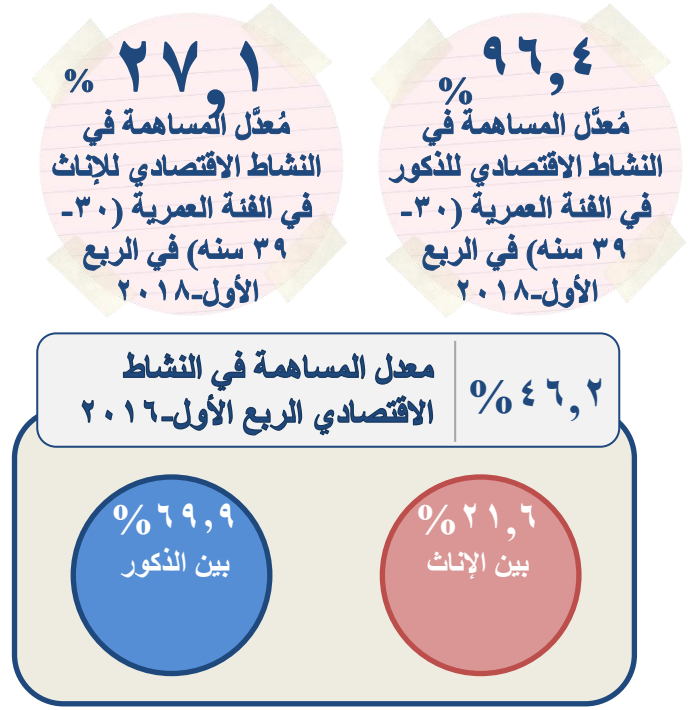 ٩٦,٤
%
مُعدَّل المساهمة في
النشاط الاقتصادي للذكور
في الفئة العمرية (٣٠-
٣٩ سنه) في الربع
الأول-٢٠١٨
٢٧,١
%
مُعدَّل المساهمة في
النشاط الاقتصادي للإناث
في الفئة العمرية (٣٠-
٣٩ سنه) في الربع
الأول-٢٠١٨
%٤٦,٢
معدل المساهمة في النشاط
الاقتصادي الربع الأول-٢٠١٦
%٢١,٦
بين الإناث
%٦٩,٩
بين الذكور